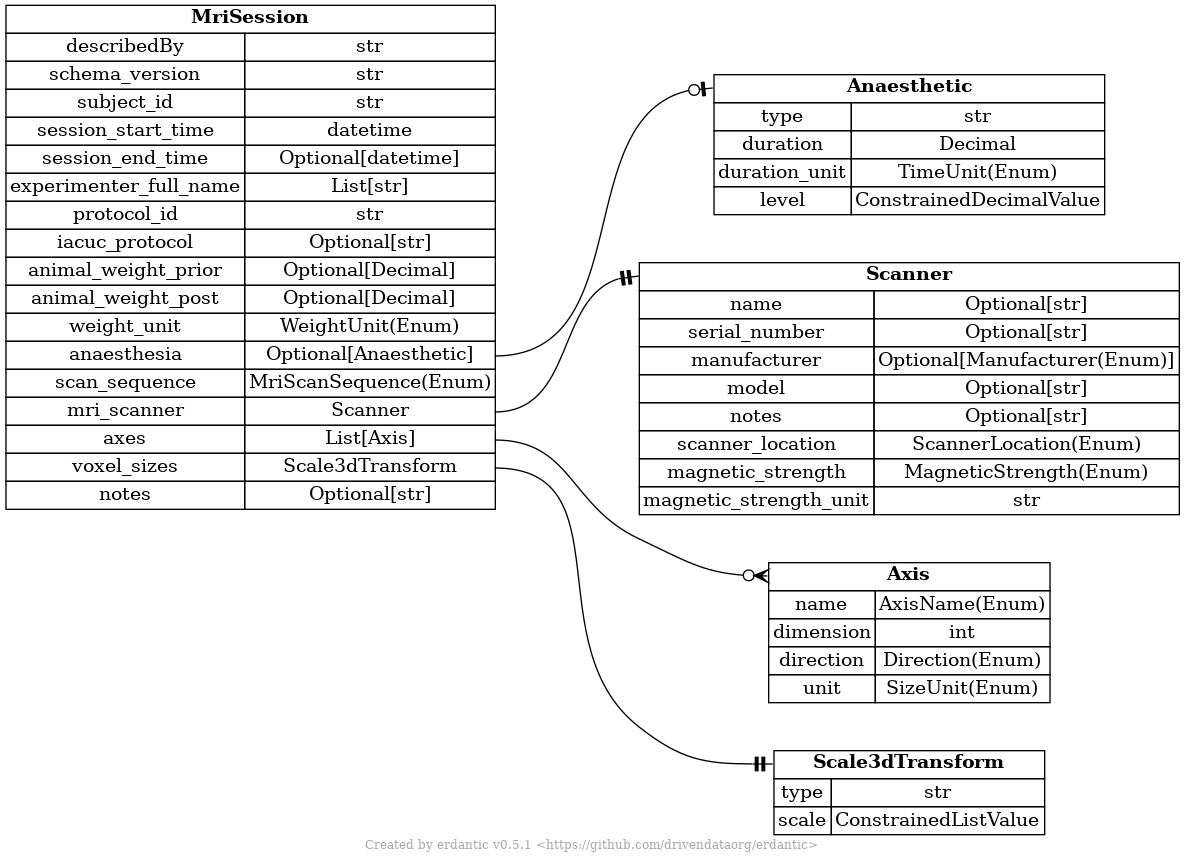 MriSession
describedBy str
schema_version str
subject_id str
session_start_time datetime
session_end_time Optional[datetime]
experimenter_full_name List[str]
protocol_id str
iacuc_protocol Optional[str]
animal_weight_prior Optional[Decimal]
animal_weight_post Optional[Decimal]
weight_unit WeightUnit(Enum)
anaesthesia Optional[Anaesthetic]
scan_sequence MriScanSequence(Enum)
mri_scanner Scanner
axes List[Axis]
voxel_sizes Scale3dTransform
notes Optional[str]
Anaesthetic
type str
duration Decimal
duration_unit TimeUnit(Enum)
level ConstrainedDecimalValue
Scanner
name Optional[str]
serial_number Optional[str]
manufacturer Optional[Manufacturer(Enum)]
model Optional[str]
notes Optional[str]
scanner_location ScannerLocation(Enum)
magnetic_strength MagneticStrength(Enum)
magnetic_strength_unit str
Axis
name AxisName(Enum)
dimension int
direction Direction(Enum)
unit SizeUnit(Enum)
Scale3dTransform
type str
scale ConstrainedListValue
Created by erdantic v0.5.1 <https://github.com/drivendataorg/erdantic>